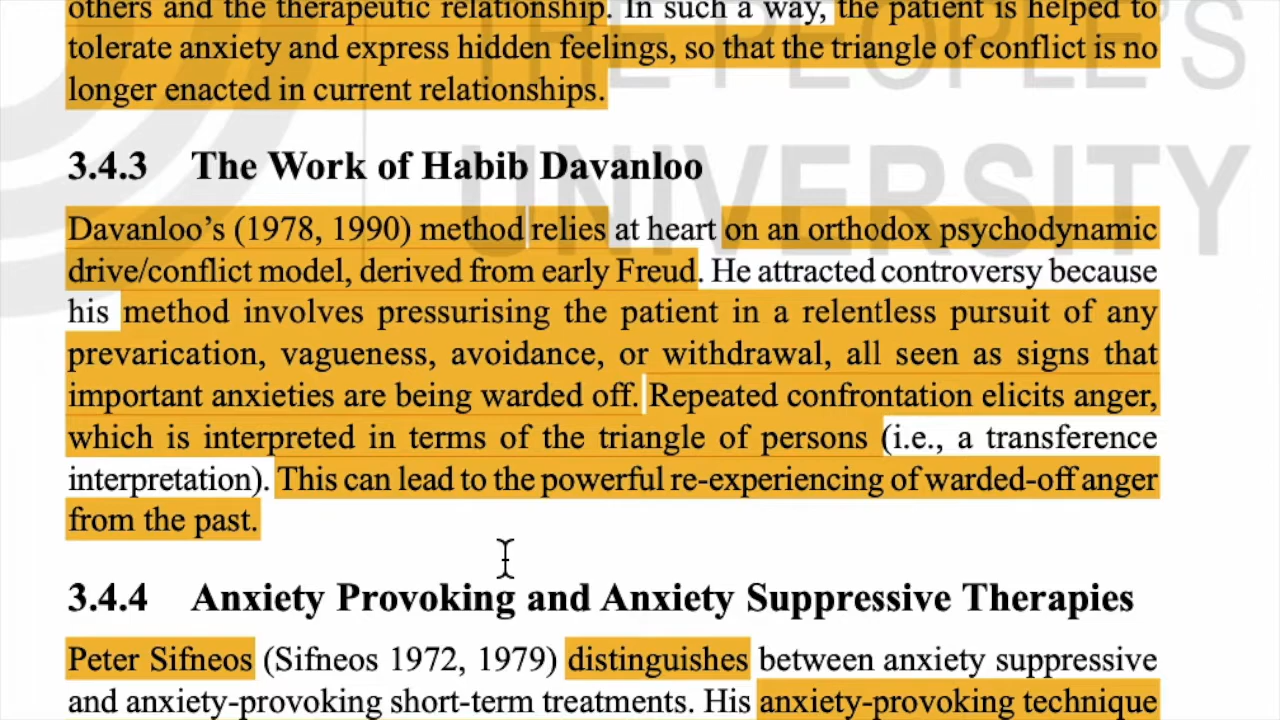 others and the therapeutic relationship. In such a way, the patient is helped to
tolerate anxiety and express hidden feelings, so that the triangle of conflict is no
longer enacted in current relationships.
THE PEOPLE'S
UNIVERSITY
3.4.3 The Work of Habib Davanloo
Davanloo's (1978, 1990) method relies at heart on an orthodox psychodynamic
drive/conflict model, derived from early Freud. He attracted controversy because
his method involves pressurising the patient in a relentless pursuit of any
prevarication, vagueness, avoidance, or withdrawal, all seen as signs that
important anxieties are being warded off. Repeated confrontation elicits anger,
which is interpreted in terms of the triangle of persons (i.e., a transference
interpretation). This can lead to the powerful re-experiencing of warded-off anger
from the past.
3.4.4 Anxiety Provoking and Anxiety Suppressive Therapies
Peter Sifneos (Sifneos 1972, 1979) distinguishes between anxiety suppressive
and anxiety-provoking short-term treatments. His anxiety-provoking technique